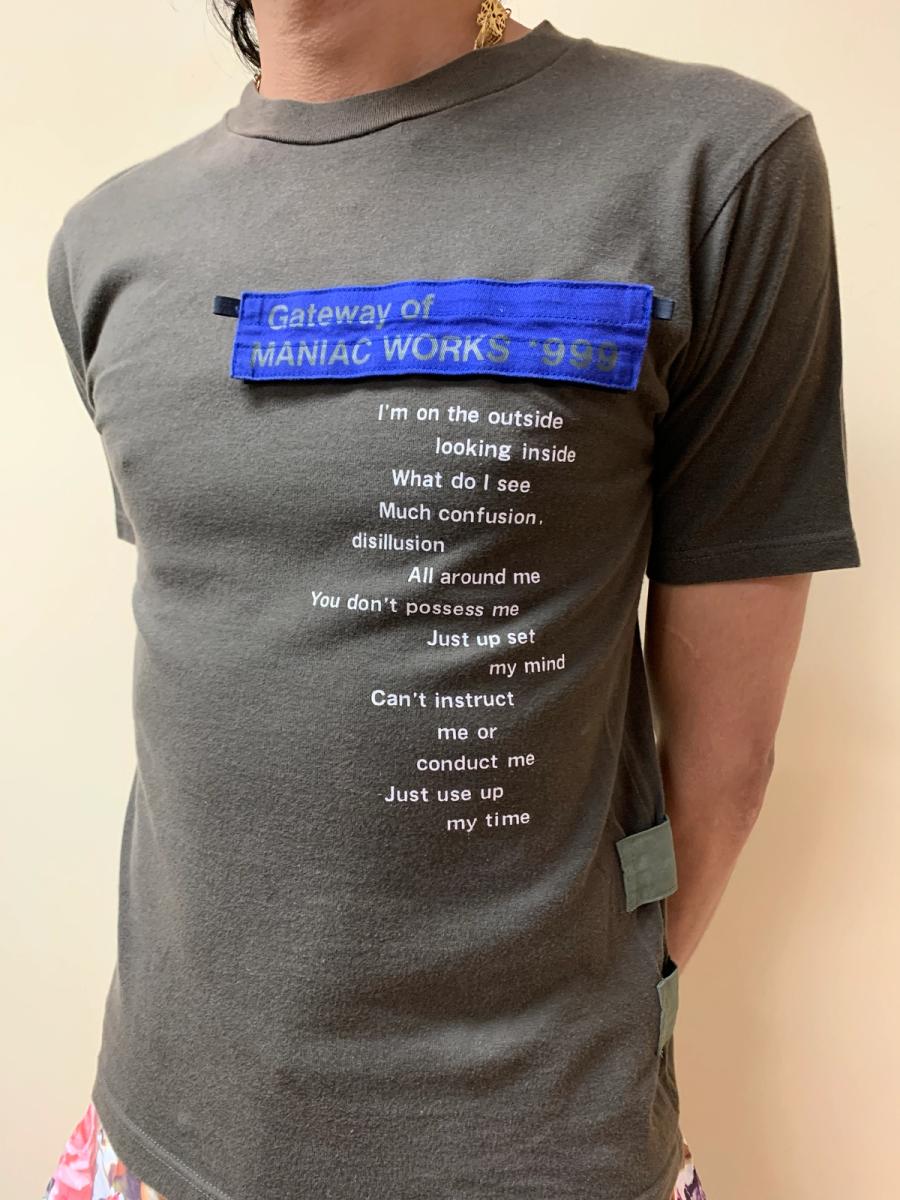 Gateway of
MANIAC WORKS '999
I'm on the outside
looking inside
What do I see
Much confusion,
disillusion
All around me
You don't possess me
Just up set
my mind
Can't instruct
me or
conduct me
Just use up
my time